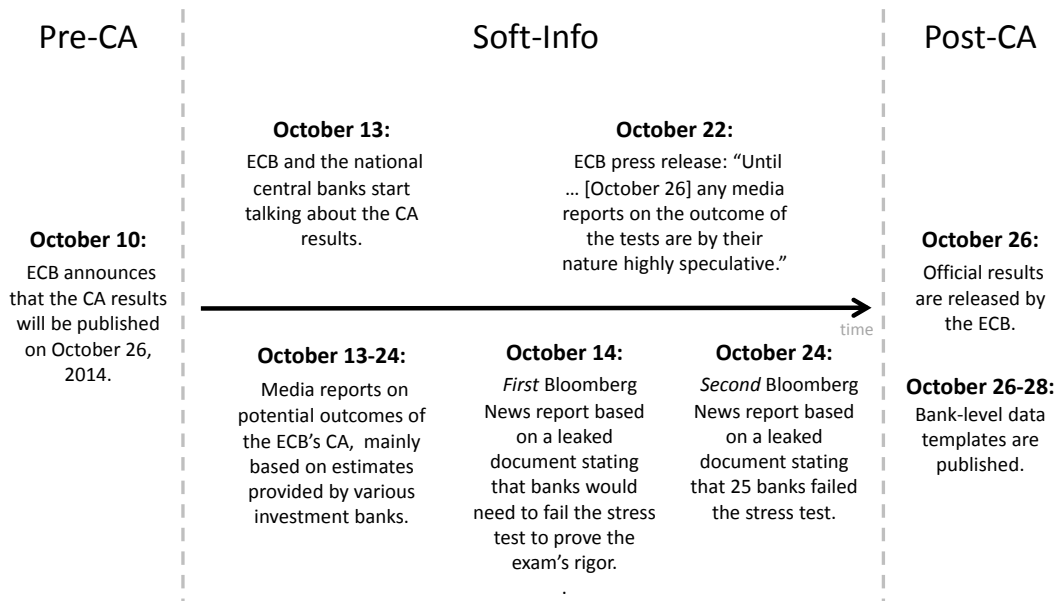 Pre-CA
Soft-Info
Post-CA
October 13:
ECB and the national
central banks start
talking about the CA
results.
October 22:
ECB press release: “Until
... [October 26] any media
reports on the outcome of
the tests are by their
nature highly speculative.”
October 10:
ECB announces
that the CA results
will be published
on October 26,
2014.
October 26:
Official results
are released by
the ECB.
time
October 13-24:
Media reports on
potential outcomes of
the ECB’s CA,  mainly
based on estimates
provided by various
investment banks.
October 14:
First Bloomberg
News report based
on a leaked
document stating
that banks would
need to fail the stress
test to prove the
exam’s rigor.
.
October 24:
Second Bloomberg
News report based
on a leaked
document stating
that 25 banks failed
the stress test.
October 26-28:
Bank-level data
templates are
published.